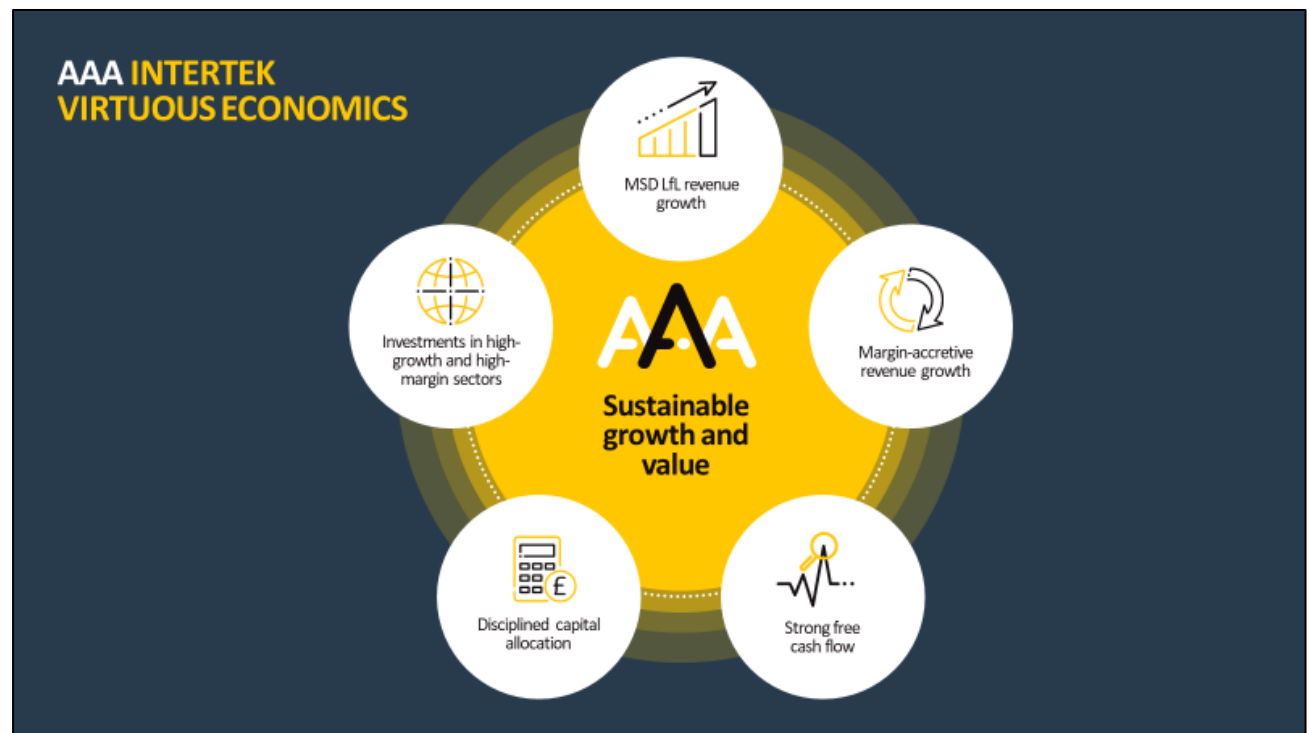 AAA INTERTEK
VIRTUOUS ECONOMICS
MSD LfL revenue
growth
Margin-accretive
revenue growth
Strong free
cash flow
£
Disciplined capital
allocation
Investments in high-
growth and high-
margin sectors
AAA
Sustainable
growth and
value